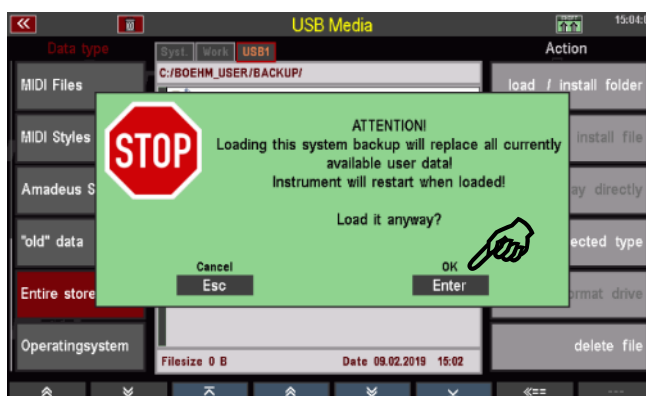 USB Media
15:04:
Data type
Syst. Work USB1
Action
C:/BOEHM_USER/BACKUP/
MIDI Files
load / install folder
MIDI Styles
install file
Amadeus S
ay directly
"old" data
ected type
Entire store
ormat drive
Operatingsystem
delete file
STOP
ATTENTION!
Loading this system backup will replace all currently
available user data!
Instrument will restart when loaded!
Load it anyway?
Cancel
Esc
OK
Enter
Filesize 0 B
Date 09.02.2019 15:02
«==
---